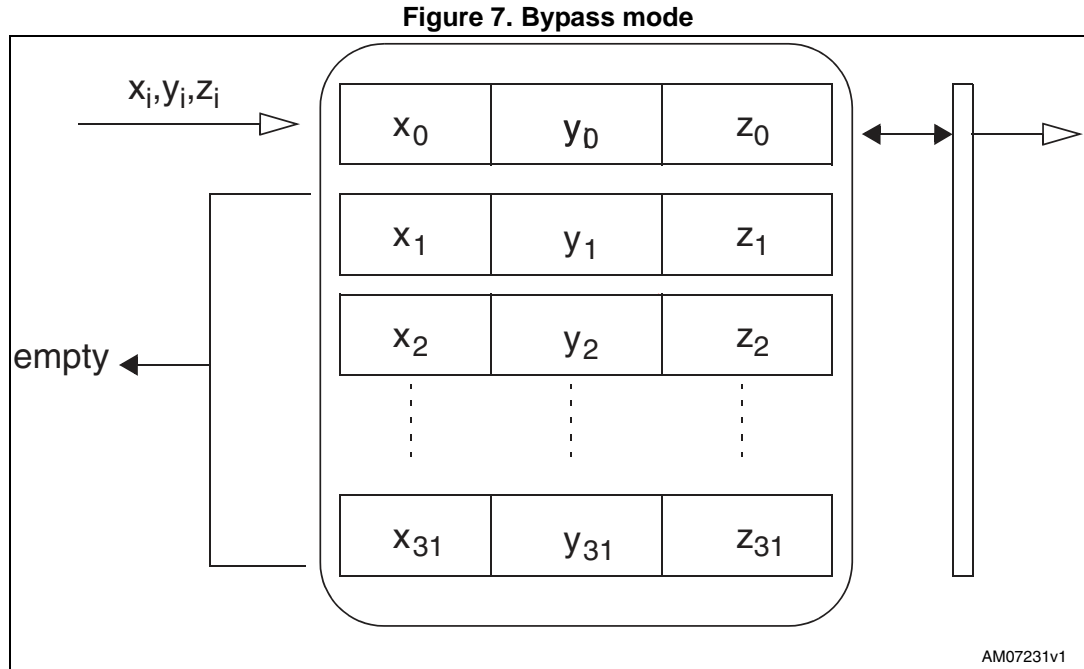 Figure 7. Bypass mode
xi,yi,zi
x0 y0 z0
x1 y1 z1
x2 y2 z2
empty
x31 y31 z31
AM07231v1